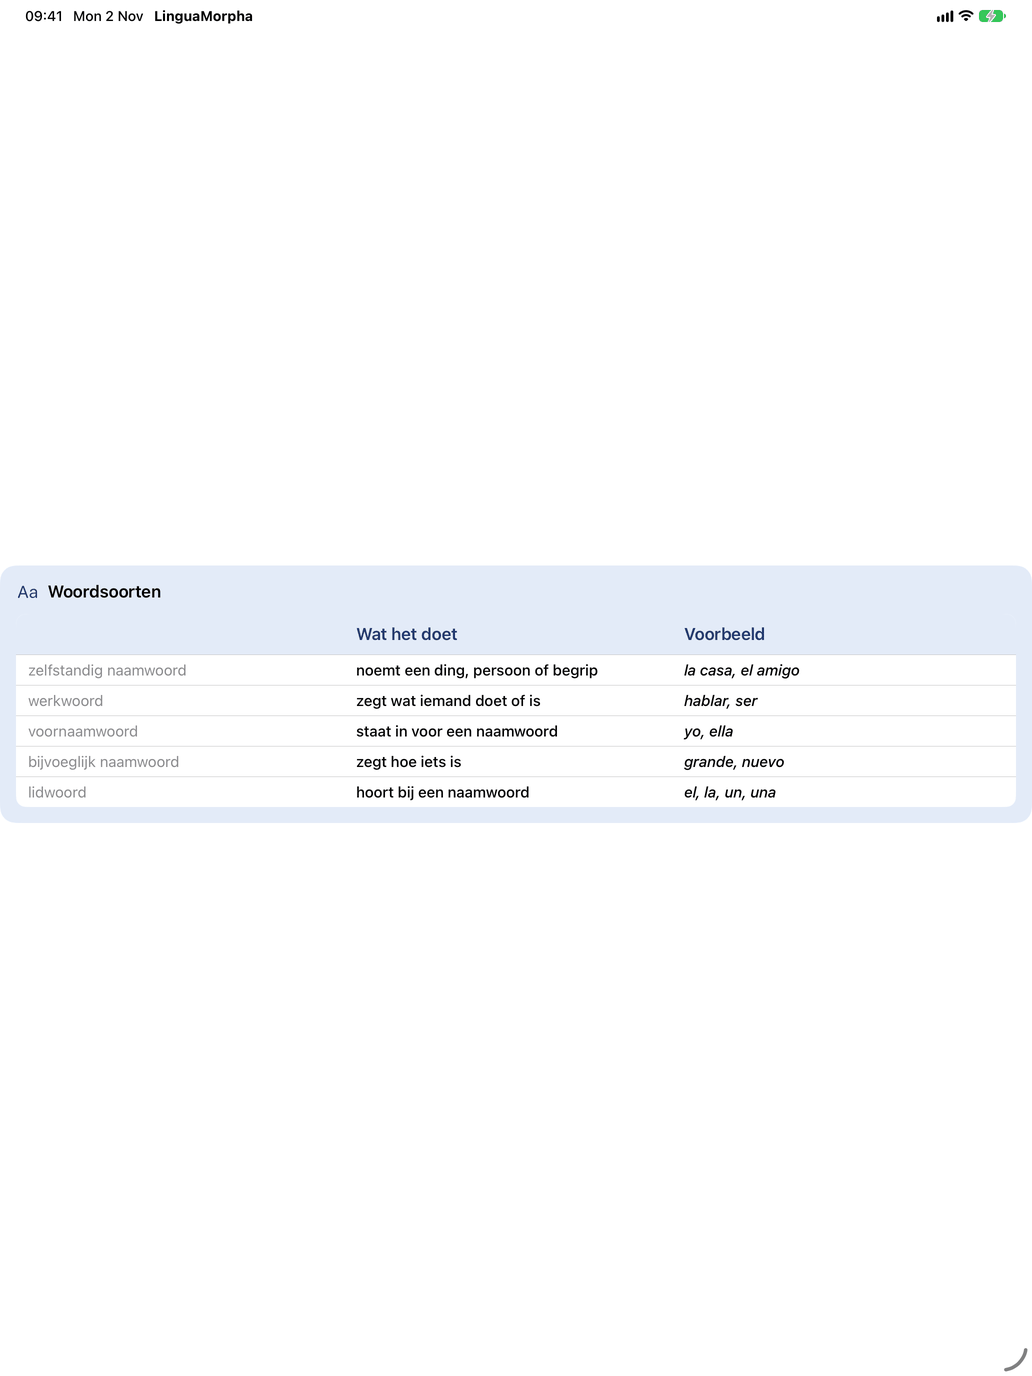 09:41 Mon 2 Nov LinguaMorpha
Aa Woordsoorten
Wat het doet Voorbeeld
zelfstandig naamwoord noemt een ding, persoon of begrip la casa, el amigo
werkwoord zegt wat iemand doet of is hablar, ser
voornaamwoord staat in voor een naamwoord yo, ella
bijvoeglijk naamwoord zegt hoe iets is grande, nuevo
lidwoord hoort bij een naamwoord el, la, un, una